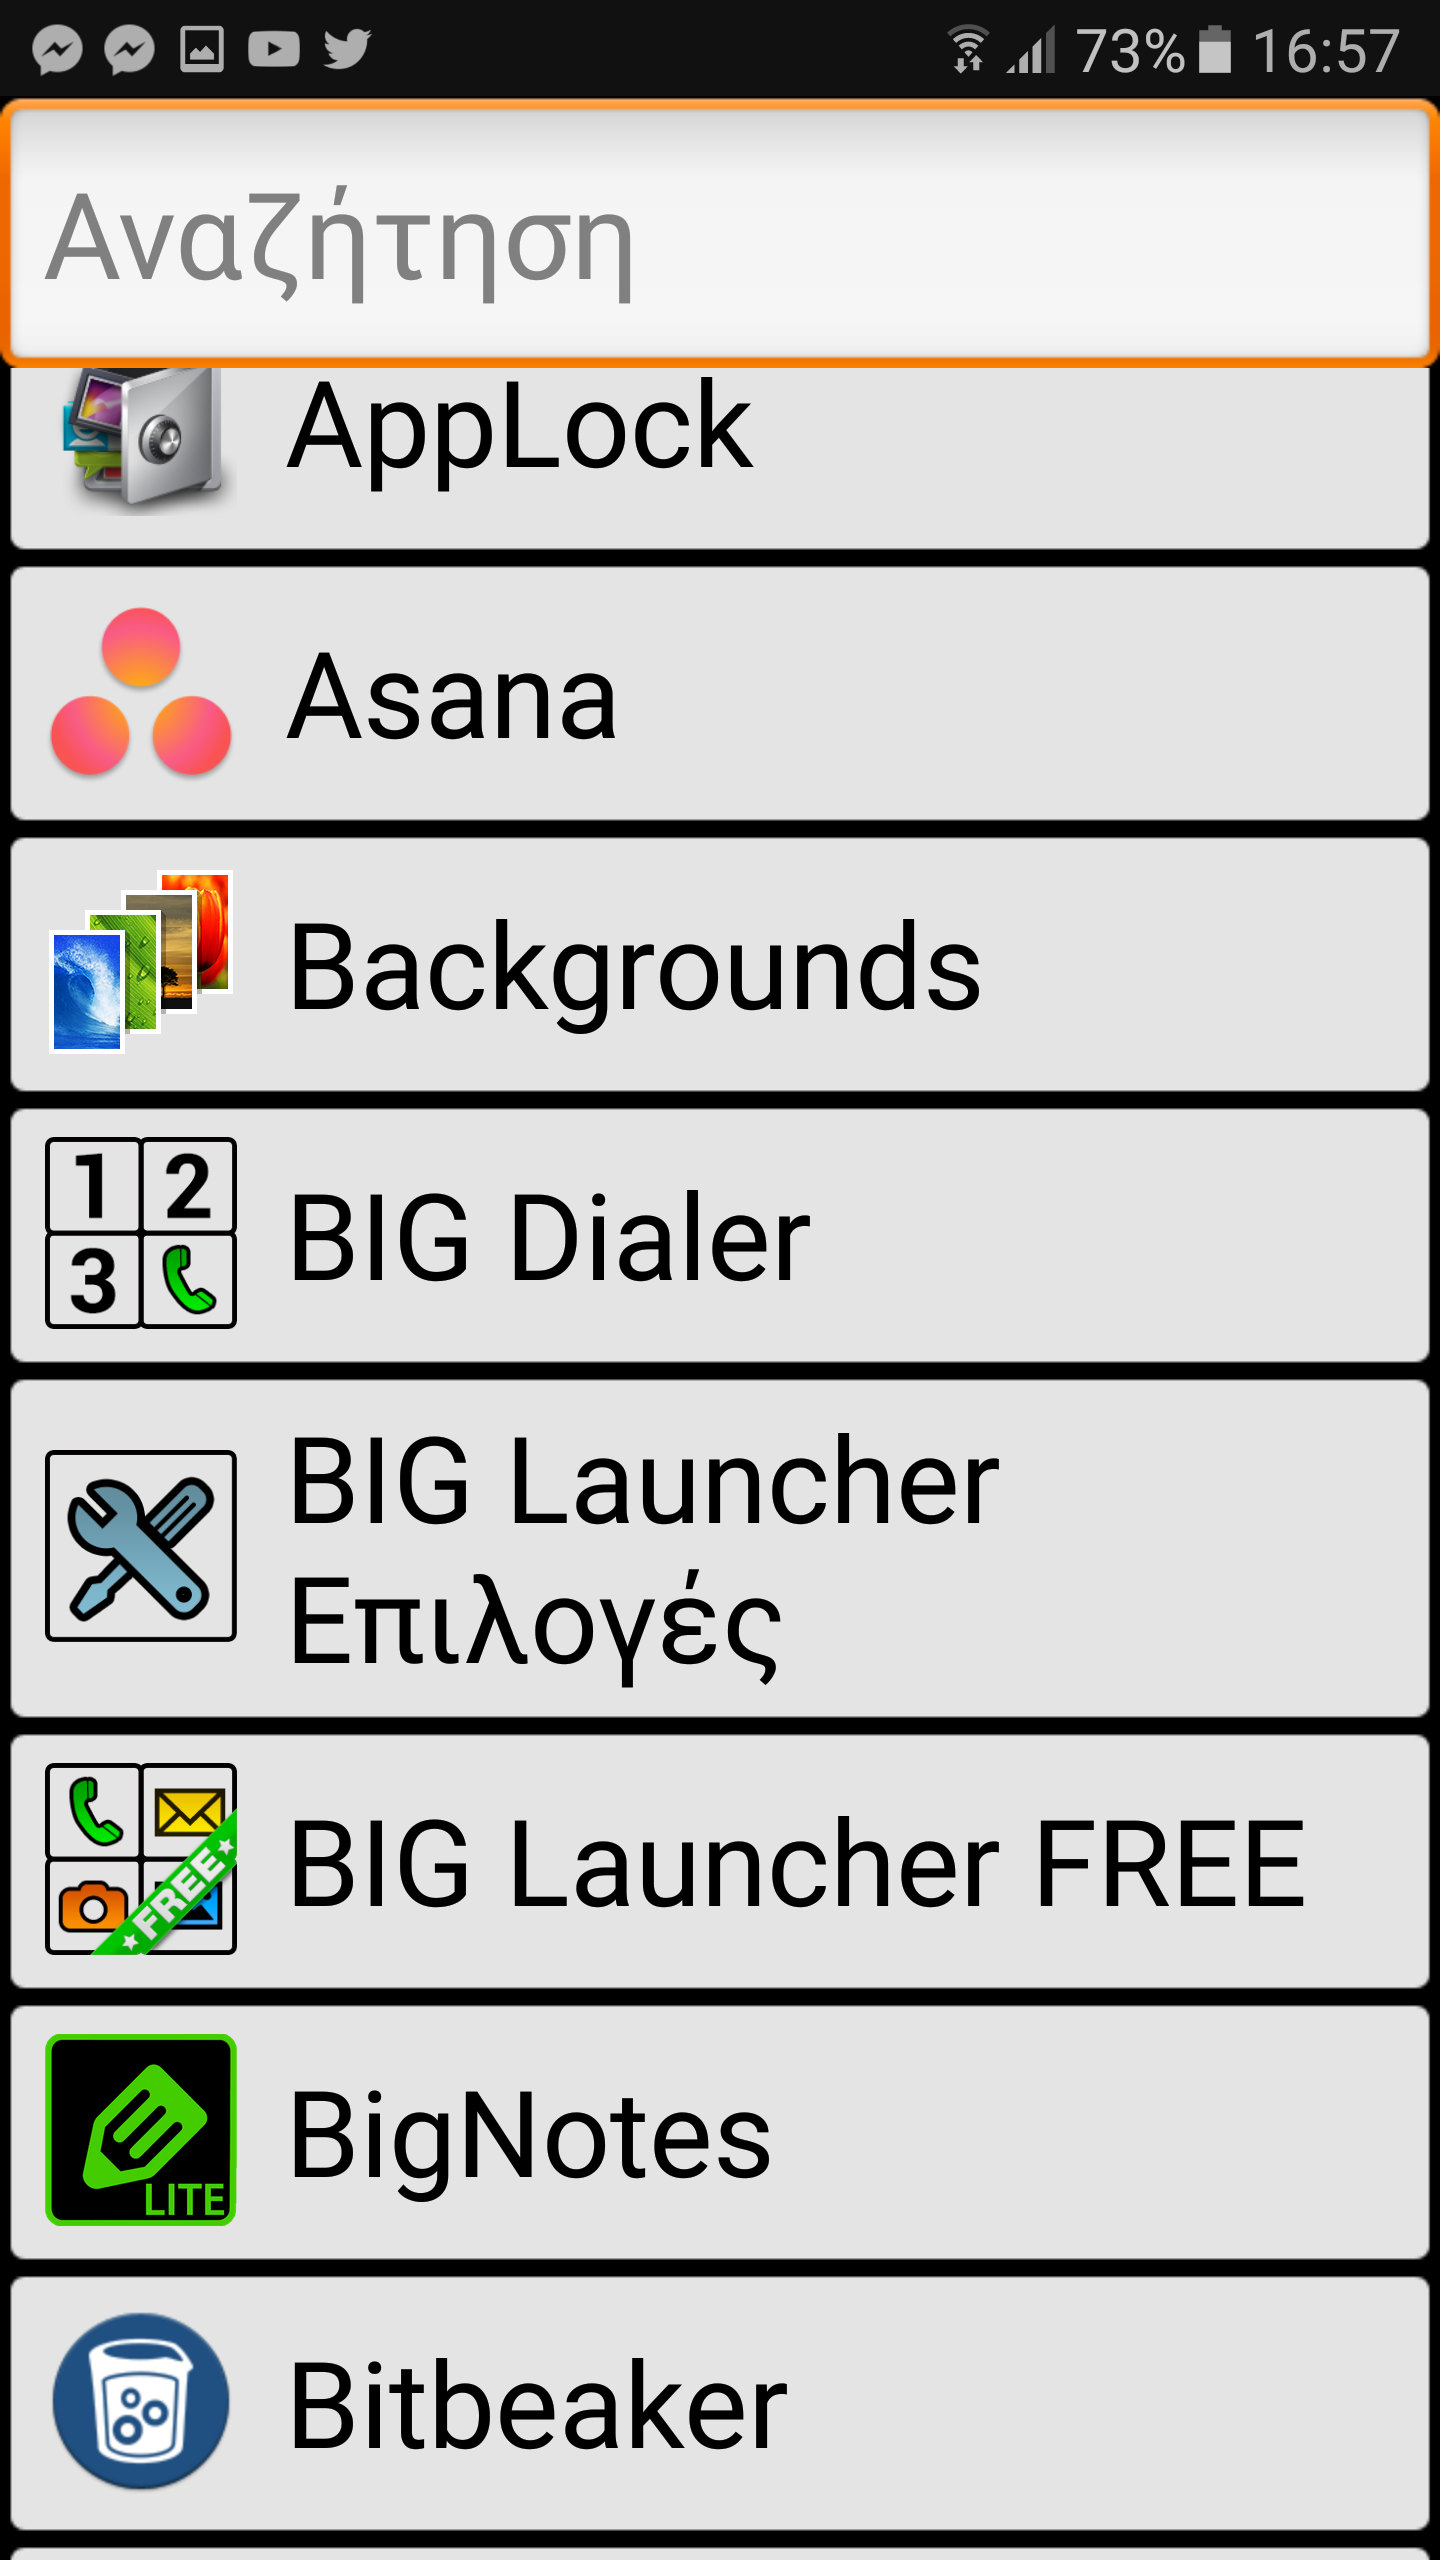 73% 16:57
Αναζήτηση
AppLock
Asana
Backgrounds
1 2
3
BIG Dialer
BIG Launcher
Επιλογές
FREE
BIG Launcher FREE
LITE
BigNotes
Bitbeaker